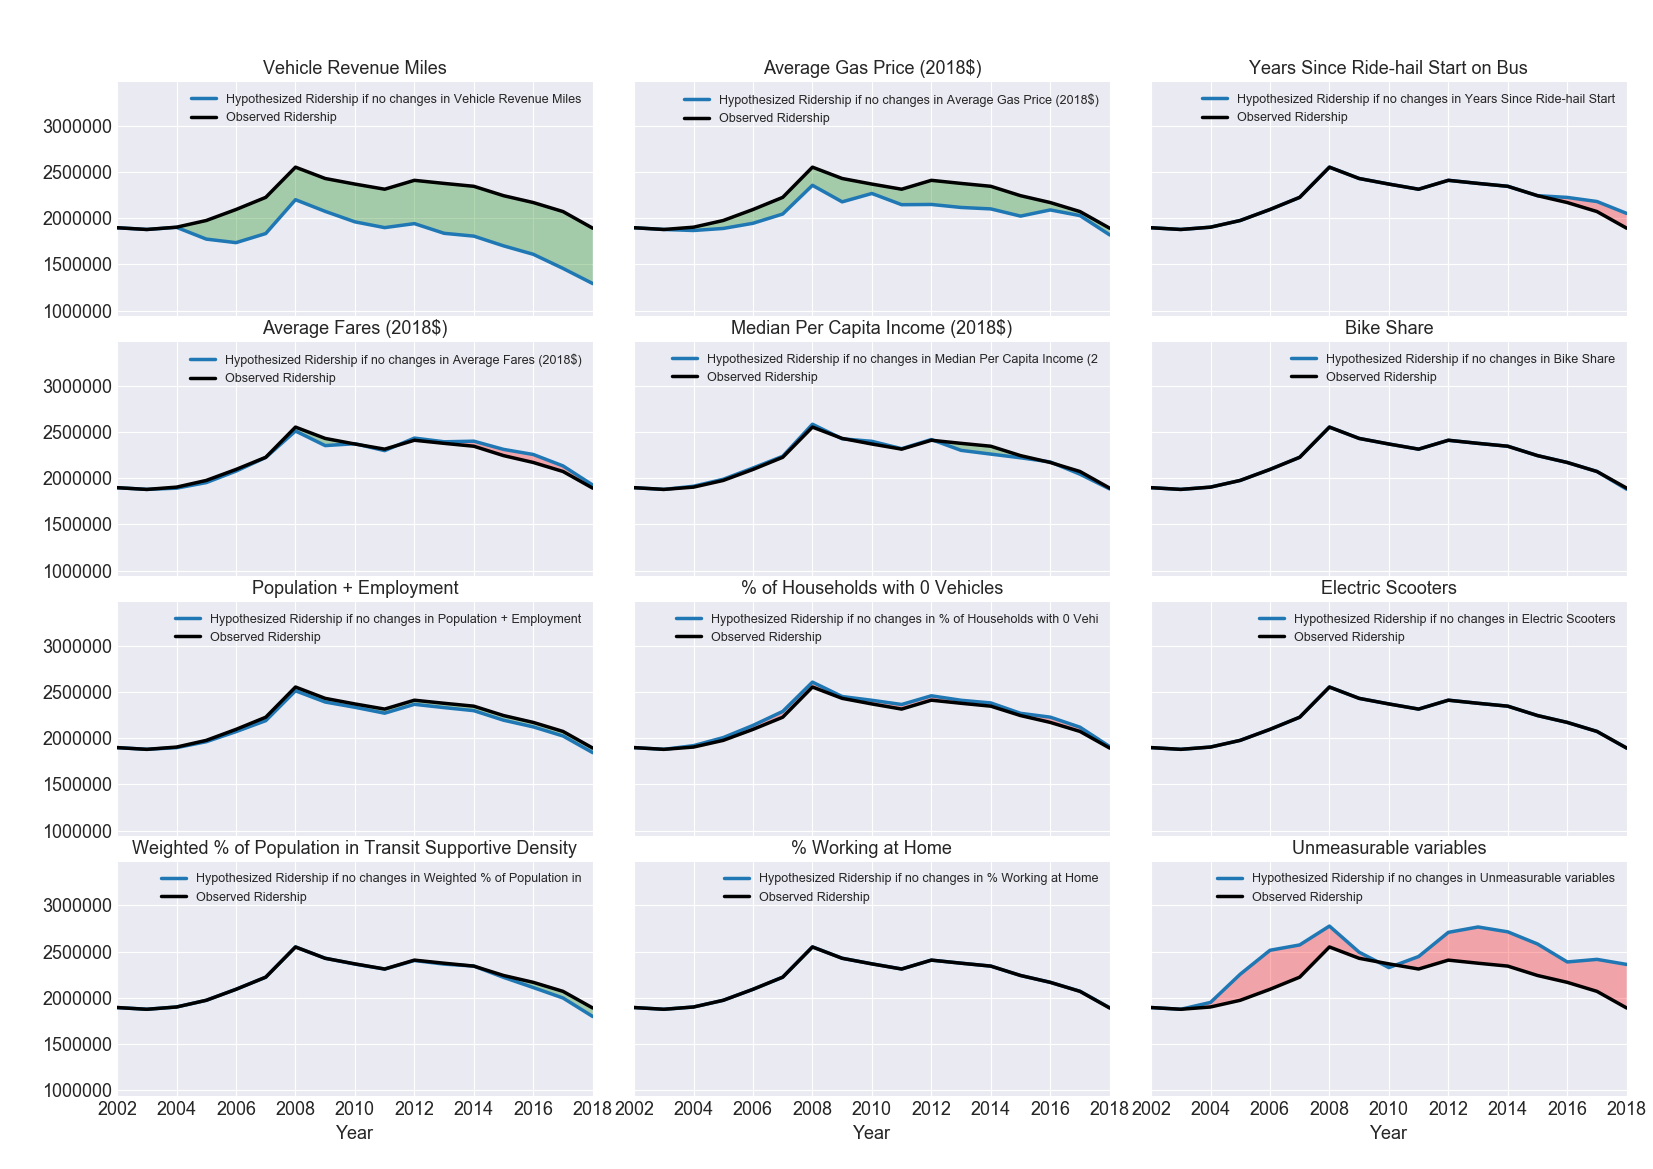 Vehicle Revenue Miles
Hypothesized Ridership if no changes in Vehicle Revenue Miles
Observed Ridership
3000000
2500000
2000000
1500000
1000000
Average Gas Price (2018$)
Hypothesized Ridership if no changes in Average Gas Price (2018$)
Observed Ridership
Years Since Ride-hail Start on Bus
Hypothesized Ridership if no changes in Years Since Ride-hail Start
Observed Ridership
Average Fares (2018$)
Hypothesized Ridership if no changes in Average Fares (2018$)
Observed Ridership
3000000
2500000
2000000
1500000
1000000
Median Per Capita Income (2018$)
Hypothesized Ridership if no changes in Median Per Capita Income (2
Observed Ridership
Bike Share
Hypothesized Ridership if no changes in Bike Share
Observed Ridership
Population + Employment
Hypothesized Ridership if no changes in Population + Employment
Observed Ridership
3000000
2500000
2000000
1500000
1000000
% of Households with 0 Vehicles
Hypothesized Ridership if no changes in % of Households with 0 Vehi
Observed Ridership
Electric Scooters
Hypothesized Ridership if no changes in Electric Scooters
Observed Ridership
Weighted % of Population in Transit Supportive Density
Hypothesized Ridership if no changes in Weighted % of Population in
Observed Ridership
3000000
2500000
2000000
1500000
1000000
2002 2004 2006 2008 2010 2012 2014 2016 2018
Year
% Working at Home
Hypothesized Ridership if no changes in % Working at Home
Observed Ridership
2002 2004 2006 2008 2010 2012 2014 2016 2018
Year
Unmeasurable variables
Hypothesized Ridership if no changes in Unmeasurable variables
Observed Ridership
2002 2004 2006 2008 2010 2012 2014 2016 2018
Year